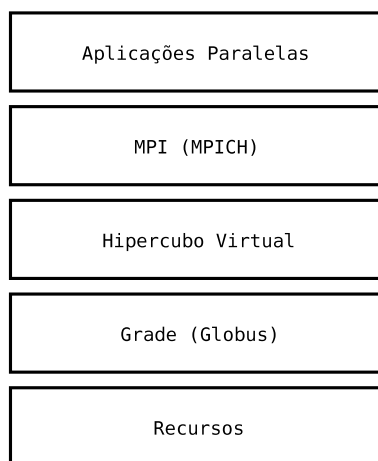 Aplicações Paralelas
MPI (MPICH)
Hipercubo Virtual
Grade (Globus)
Recursos